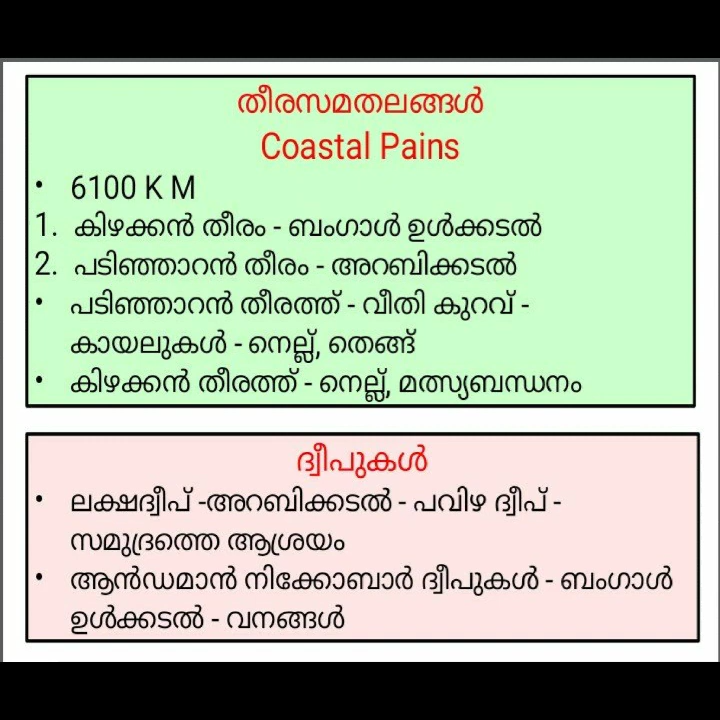 തീരസമതലങ്ങൾ
Coastal Pains
• 6100 K M
1. കിഴക്കൻ തീരം - ബംഗാൾ ഉൾക്കടൽ
2. പടിഞ്ഞാറൻ തീരം - അറബിക്കടൽ
• പടിഞ്ഞാറൻ തീരത്ത് - വീതി കുറവ് -
കായലുകൾ - നെല്ല്, തെങ്ങ്
• കിഴക്കൻ തീരത്ത് - നെല്ല്, മത്സ്യബന്ധനം
ദ്വീപുകൾ
• ലക്ഷദ്വീപ് -അറബിക്കടൽ - പവിഴ ദ്വീപ് -
സമുദ്രത്തെ ആശ്രയം
• ആൻഡമാൻ നിക്കോബാർ ദ്വീപുകൾ - ബംഗാൾ
ഉൾക്കടൽ - വനങ്ങൾ